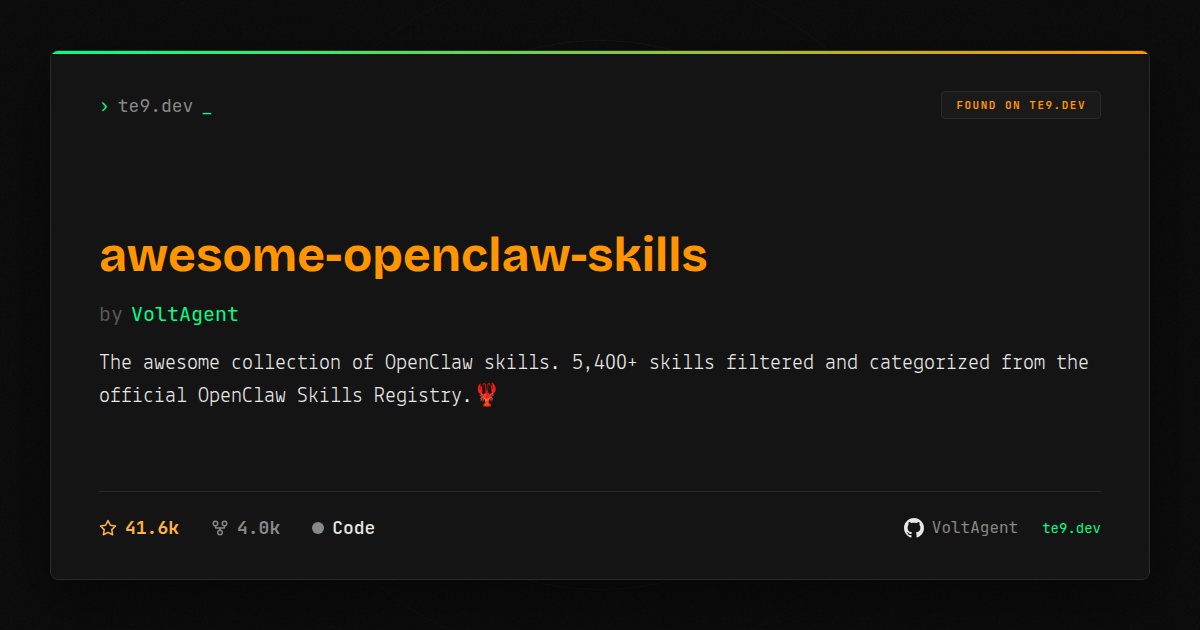 › te9.dev _
FOUND ON TE9.DEV
awesome-openclaw-skills
by VoltAgent
The awesome collection of OpenClaw skills. 5,400+ skills filtered and categorized from the
official OpenClaw Skills Registry.🦞
41.6k 4.0k Code
VoltAgent te9.dev